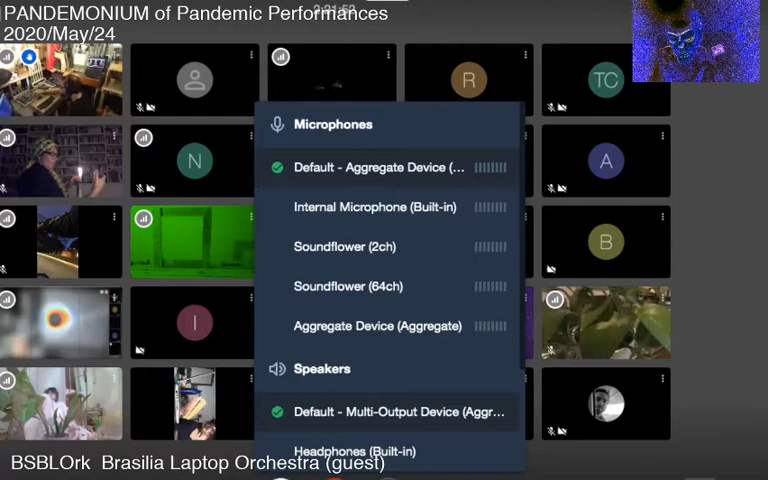 PANDEMONIUM of Pandemic Performances
2020/May/24
R
TC
Microphones
N
Default - Aggregate Device (...
A
Internal Microphone (Built-in)
Soundflower (2ch)
B
Soundflower (64ch)
I
Aggregate Device (Aggregate)
Speakers
Default - Multi-Output Device (Aggr...
Headphones (Built-in)
BSBLOrk Brasilia Laptop Orchestra (guest)